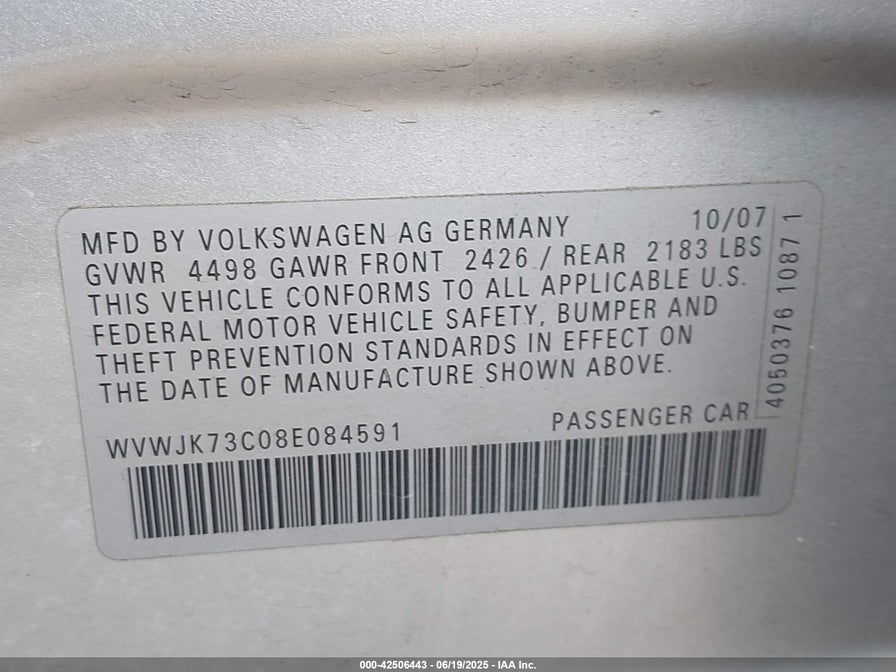 MFD BY VOLKSWAGEN AG GERMANY 10/07
GVWR 4498 GAWR FRONT 2426 / REAR 2183 LBS
THIS VEHICLE CONFORMS TO ALL APPLICABLE U.S.
FEDERAL MOTOR VEHICLE SAFETY, BUMPER AND
THEFT PREVENTION STANDARDS IN EFFECT ON
THE DATE OF MANUFACTURE SHOWN ABOVE.
4050376 1087 1
WVWJK73C08E084591 PASSENGER CAR
000-42506443 - 06/19/2025 - IAA Inc.